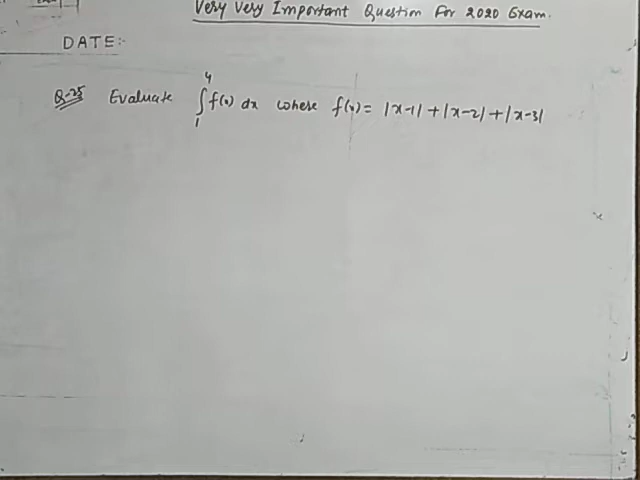 Very Very Important Question For 2020 Exam.
DATE:-
Q-25 Evaluate ∫₁⁴ f(x) dx where f(x) = |x-1| + |x-2| + |x-3|